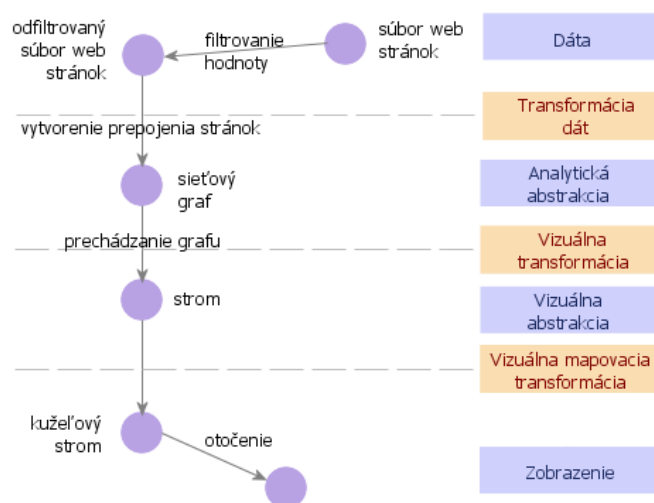 odfiltrovaný
súbor web
stránok
filtrovanie
hodnoty
súbor web
stránok
Dáta
vytvorenie prepojenia stránok
Transformácia
dát
sieťový
graf
Analytická
abstrakcia
prechádzanie grafu
Vizuálna
transformácia
strom
Vizuálna
abstrakcia
Vizuálna mapovacia
transformácia
kužeľový
strom
otočenie
Zobrazenie